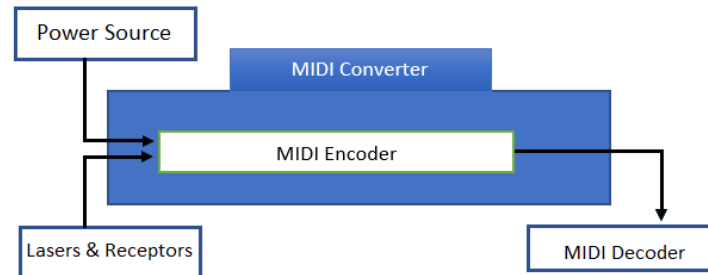 Power Source
MIDI Converter
MIDI Encoder
Lasers & Receptors
MIDI Decoder